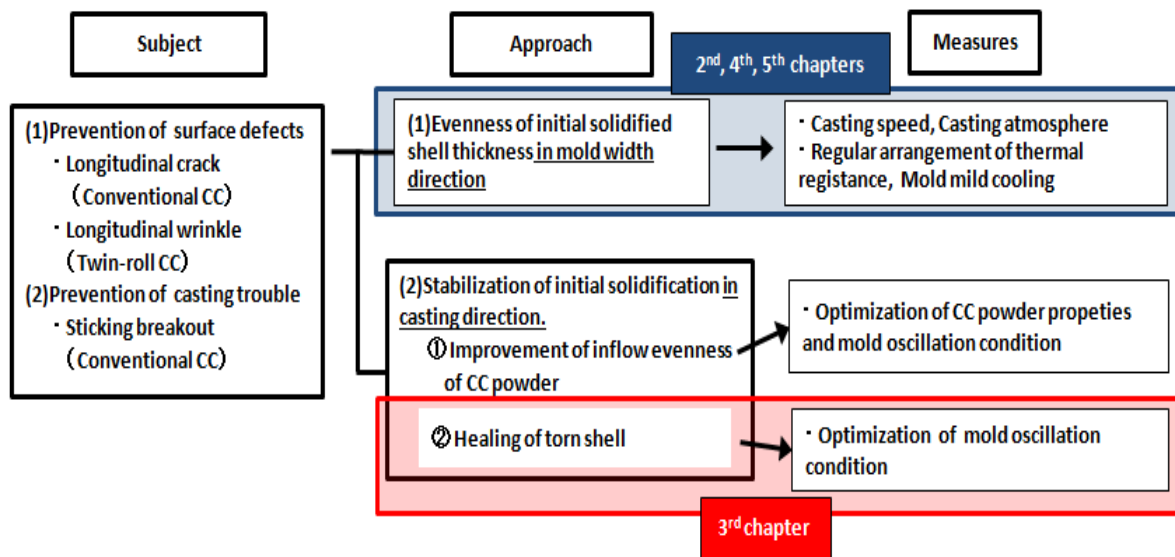 Subject
Approach
Measures
2nd, 4th, 5th chapters
(1)Prevention of surface defects
・Longitudinal crack
(Conventional CC)
・Longitudinal wrinkle
(Twin-roll CC)
(2)Prevention of casting trouble
・Sticking breakout
(Conventional CC)
(1)Evenness of initial solidified
shell thickness in mold width
direction
・Casting speed, Casting atmosphere
・Regular arrangement of thermal
registance, Mold mild cooling
(2)Stabilization of initial solidification in
casting direction.
① Improvement of inflow evenness
of CC powder
・Optimization of CC powder propeties
and mold oscillation condition
②Healing of torn shell
・Optimization of mold oscillation
condition
3rd chapter